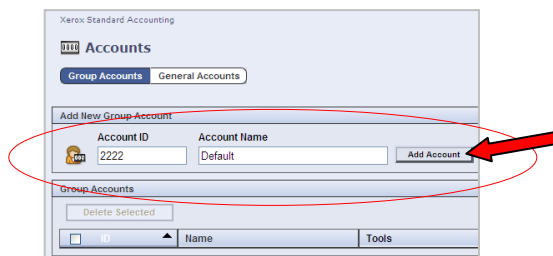 Xerox Standard Accounting
Accounts
Group Accounts General Accounts
Add New Group Account
Account ID Account Name
2222 Default Add Account
Group Accounts
Delete Selected
ID Name Tools